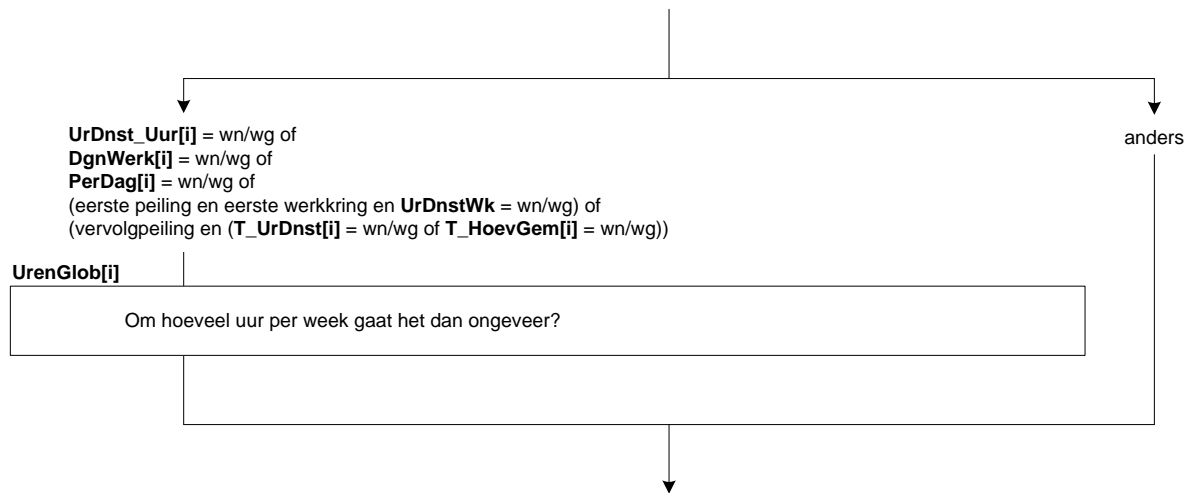 UrDnst_Uur[i] = wn/wg of
anders
DgnWerk[i] = wn/wg of
PerDag[i] = wn/wg of
(eerste peiling en eerste werkkring en UrDnstWk = wn/wg) of
(vervolgpeiling en (T_UrDnst[i] = wn/wg of T_HoevGem[i] = wn/wg))
UrenGlob[i]
Om hoeveel uur per week gaat het dan ongeveer?